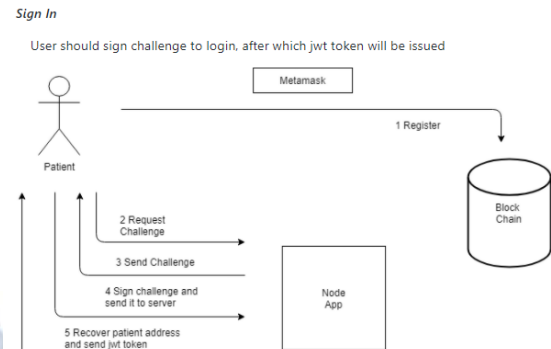 Sign In
User should sign challenge to login, after which jwt token will be issued
Metamask
1 Register
Patient
Block
Chain
2 Request
Challenge
3 Send Challenge
4 Sign challenge and
send it to server
Node
App
5 Recover patient address
and send jwt token